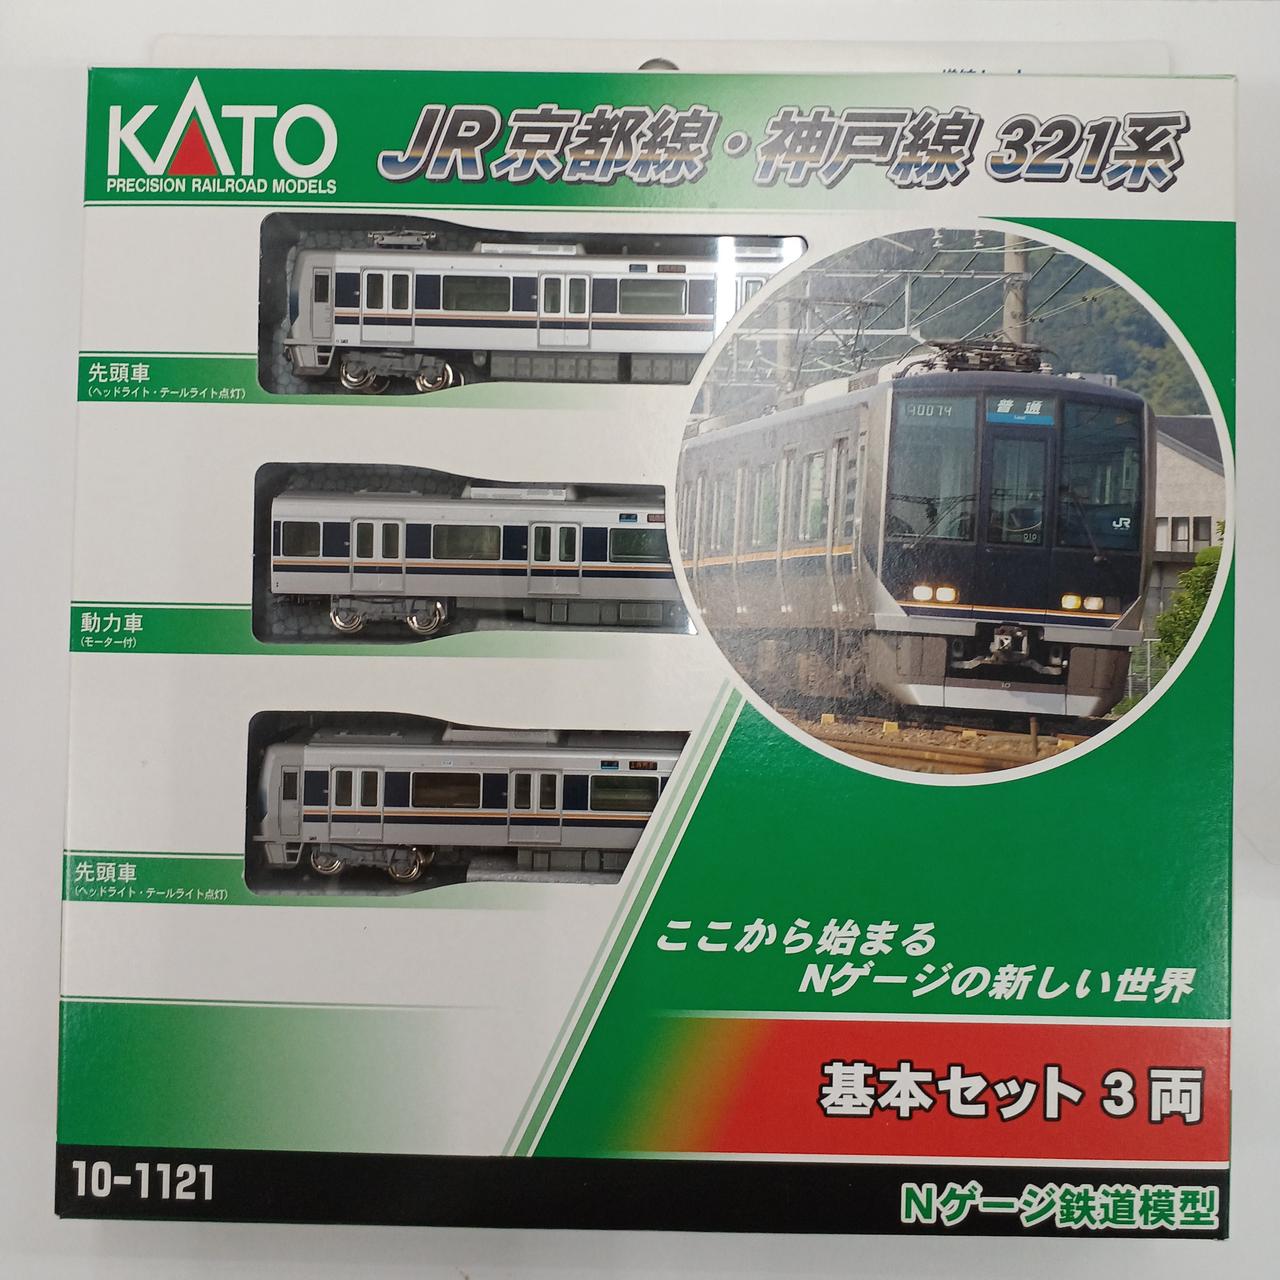 KATO
PRECISION RAILROAD MODELS
JR京都線・神戸線 321系
先頭車
(ヘッドライト・テールライト点灯)
A0074
普通
Local
JR
動力車
(モーター付)
先頭車
(ヘッドライト・テールライト点灯)
ここから始まる
Nゲージの新しい世界
基本セット 3両
10-1121
Nゲージ鉄道模型